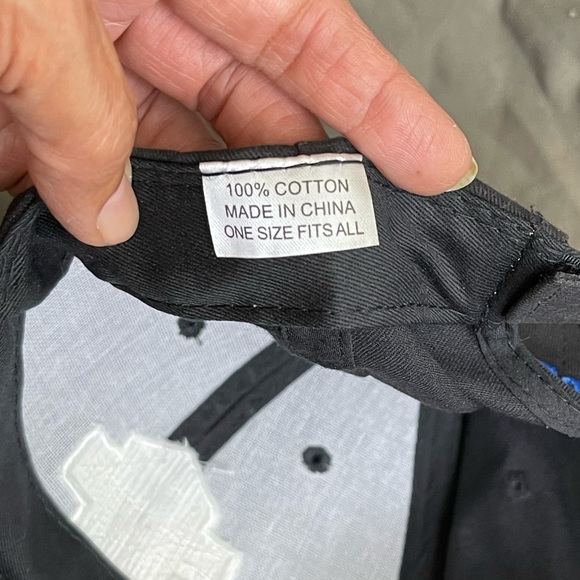 100% COTTON
MADE IN CHINA
ONE SIZE FITS ALL